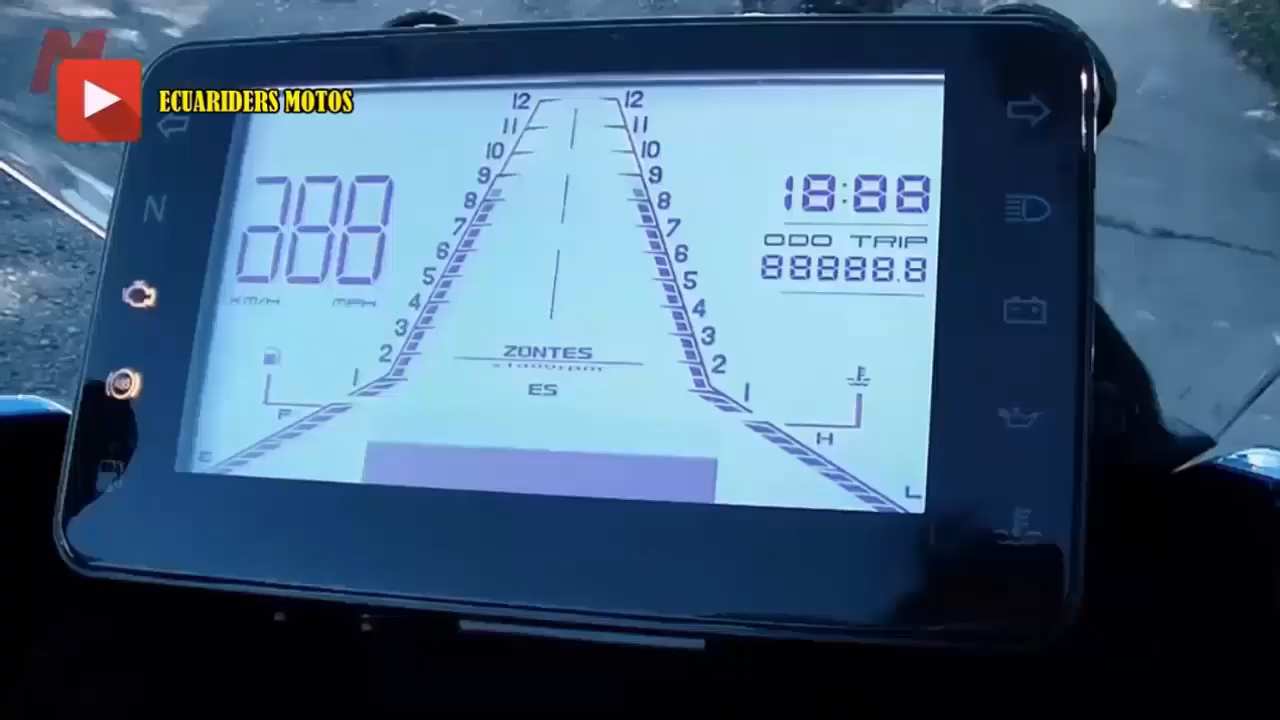 M
ECUARIDERS MOTOS
N
12 12
11 11
10 10
9 9
8 8
7 7
6 6
5 5
4 4
3 3
2 2
1 1
KM/H MPH
18:88
ODO TRIP
88888.8
ZONTES
x1000rpm
ES
F
E
H
L